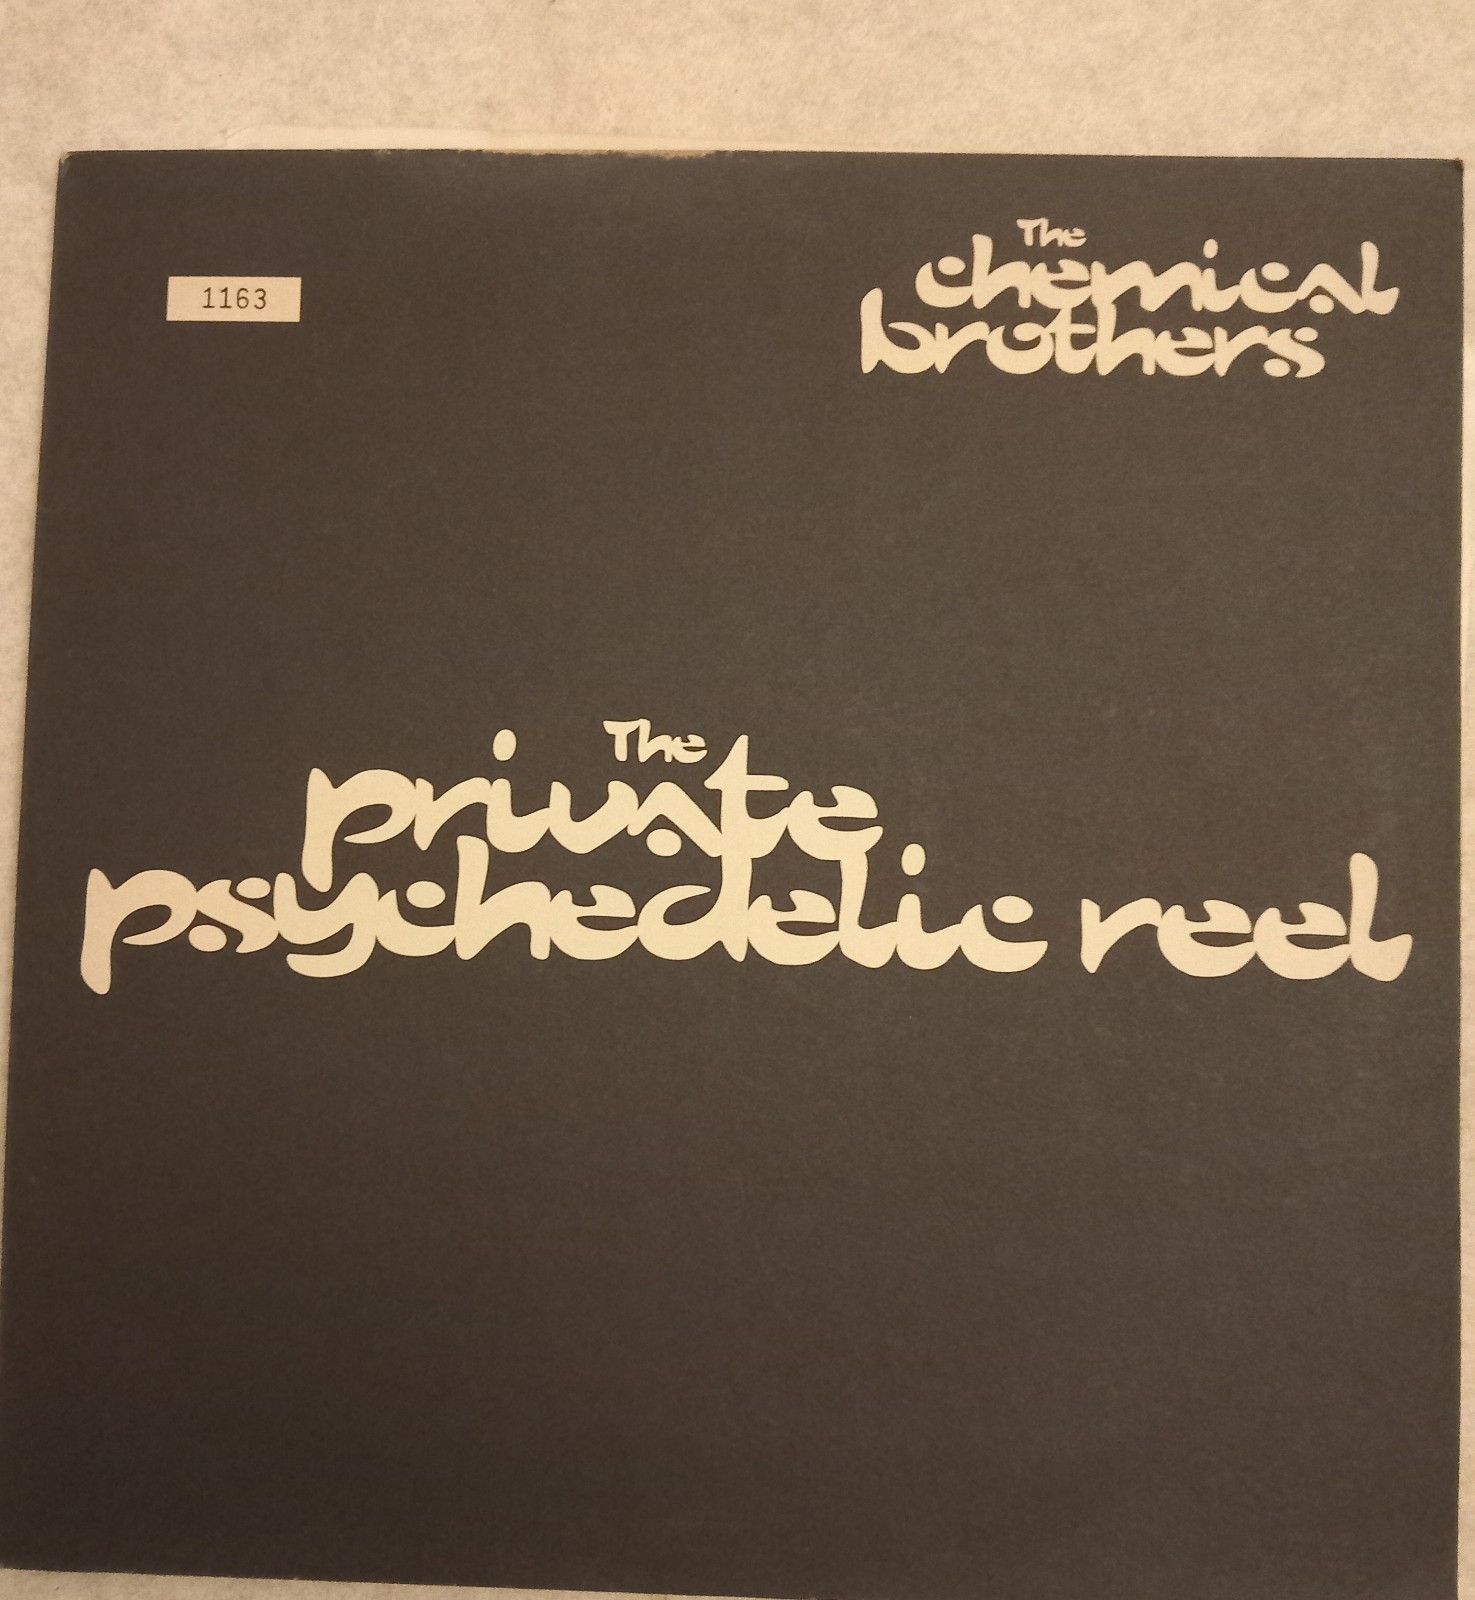 1163
The
chemical
brothers
The
private
psychedelic reel